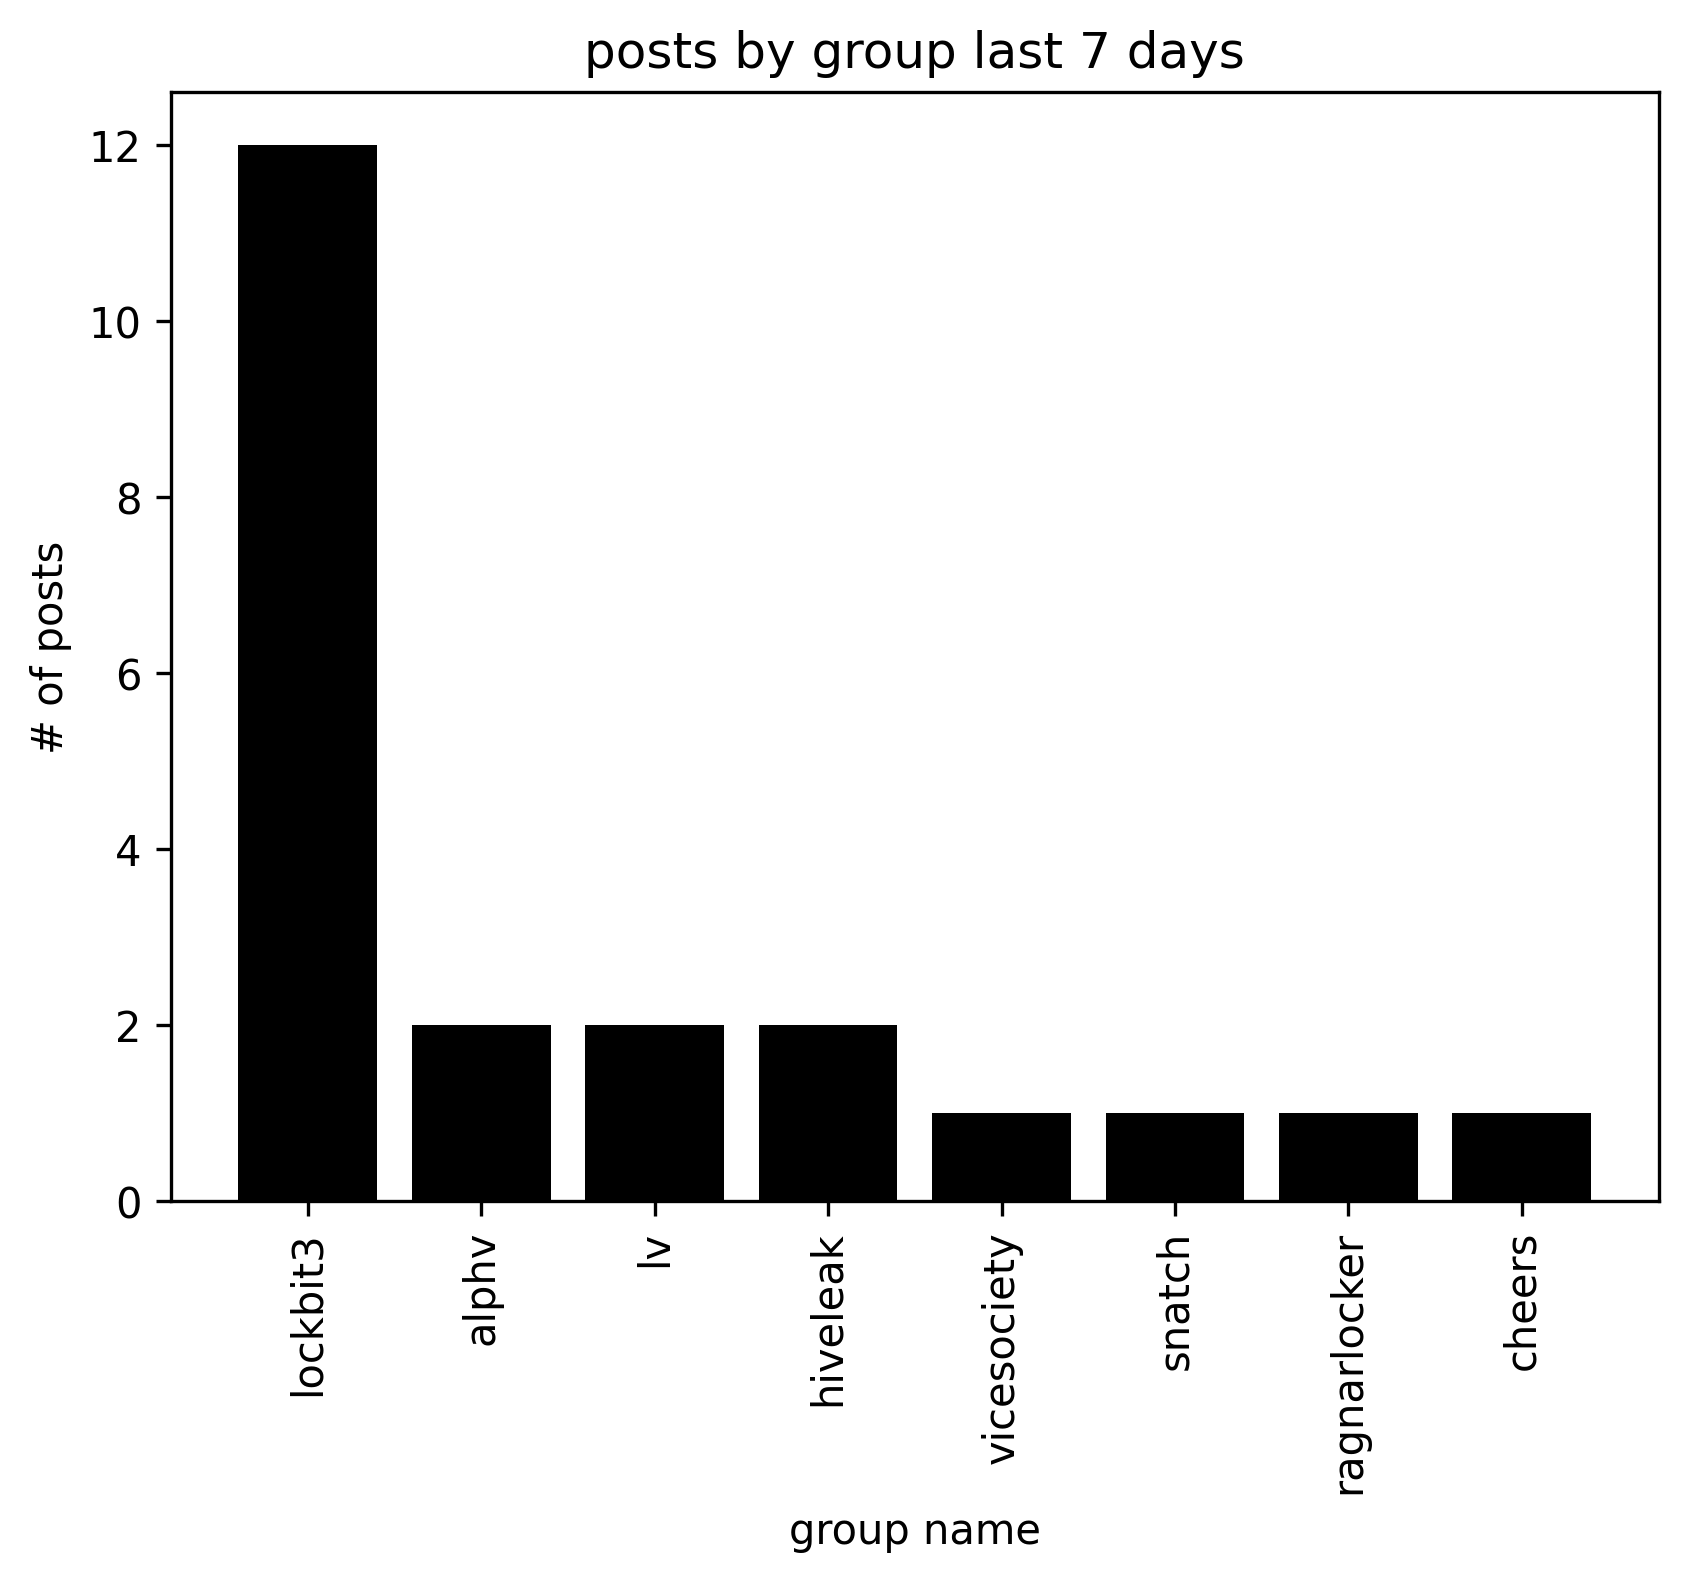 posts by group last 7 days
12
10
8
6
4
2
0
# of posts
lockbit3
alphv
lv
hiveleak
vicesociety
snatch
ragnarlocker
cheers
group name